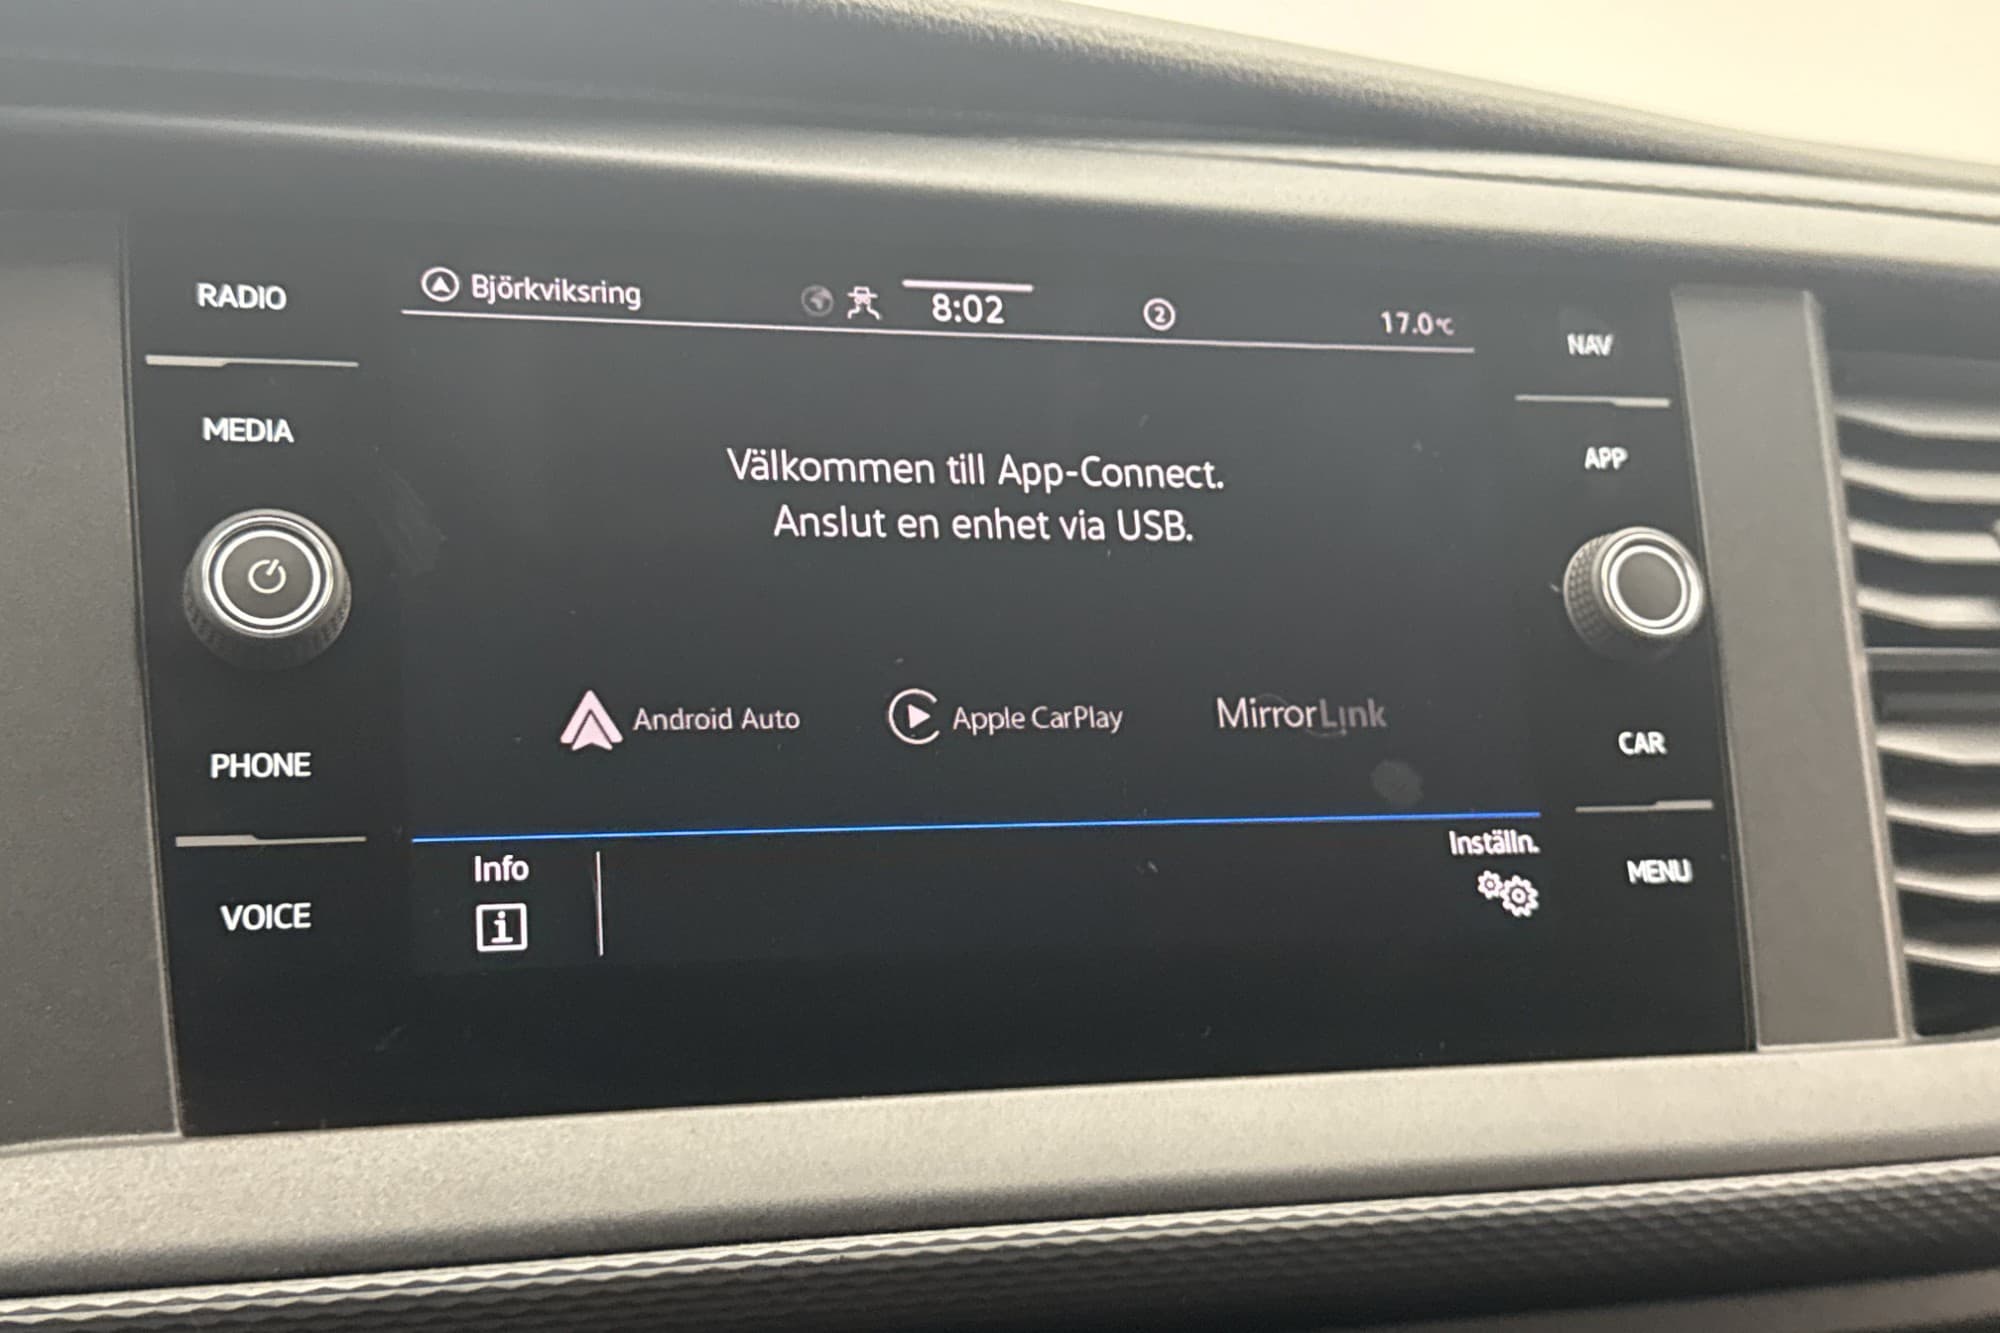 RADIO
MEDIA
PHONE
VOICE
Björkviksring
8:02
2
17.0°C
Välkommen till App-Connect.
Anslut en enhet via USB.
Android Auto
Apple CarPlay
MirrorLink
Info
i
Inställn.
NAV
APP
CAR
MENU